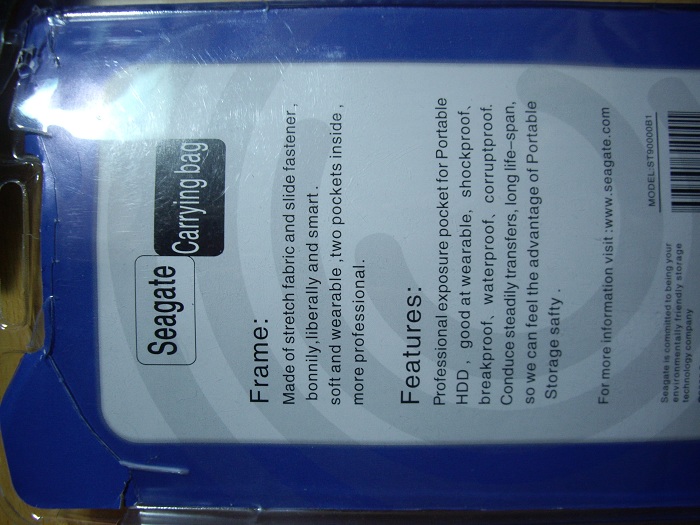 Seagate
Carrying bag
Frame:
Made of stretch fabric and slide fastener,
bonnily,liberally and smart.
soft and wearable ,two pockets inside ,
more professional.
Features:
Professional exposure pocket for Portable
HDD , good at wearable、 shockproof、
breakproof、waterproof、corruptproof.
Conduce steadily transfers, long life-span,
so we can feel the advantage of Portable
Storage safty .
For more information visit :www.seagate.com
MODEL:ST90000B1
Seagate is committed to being your
environmentally friendly storage
technology company